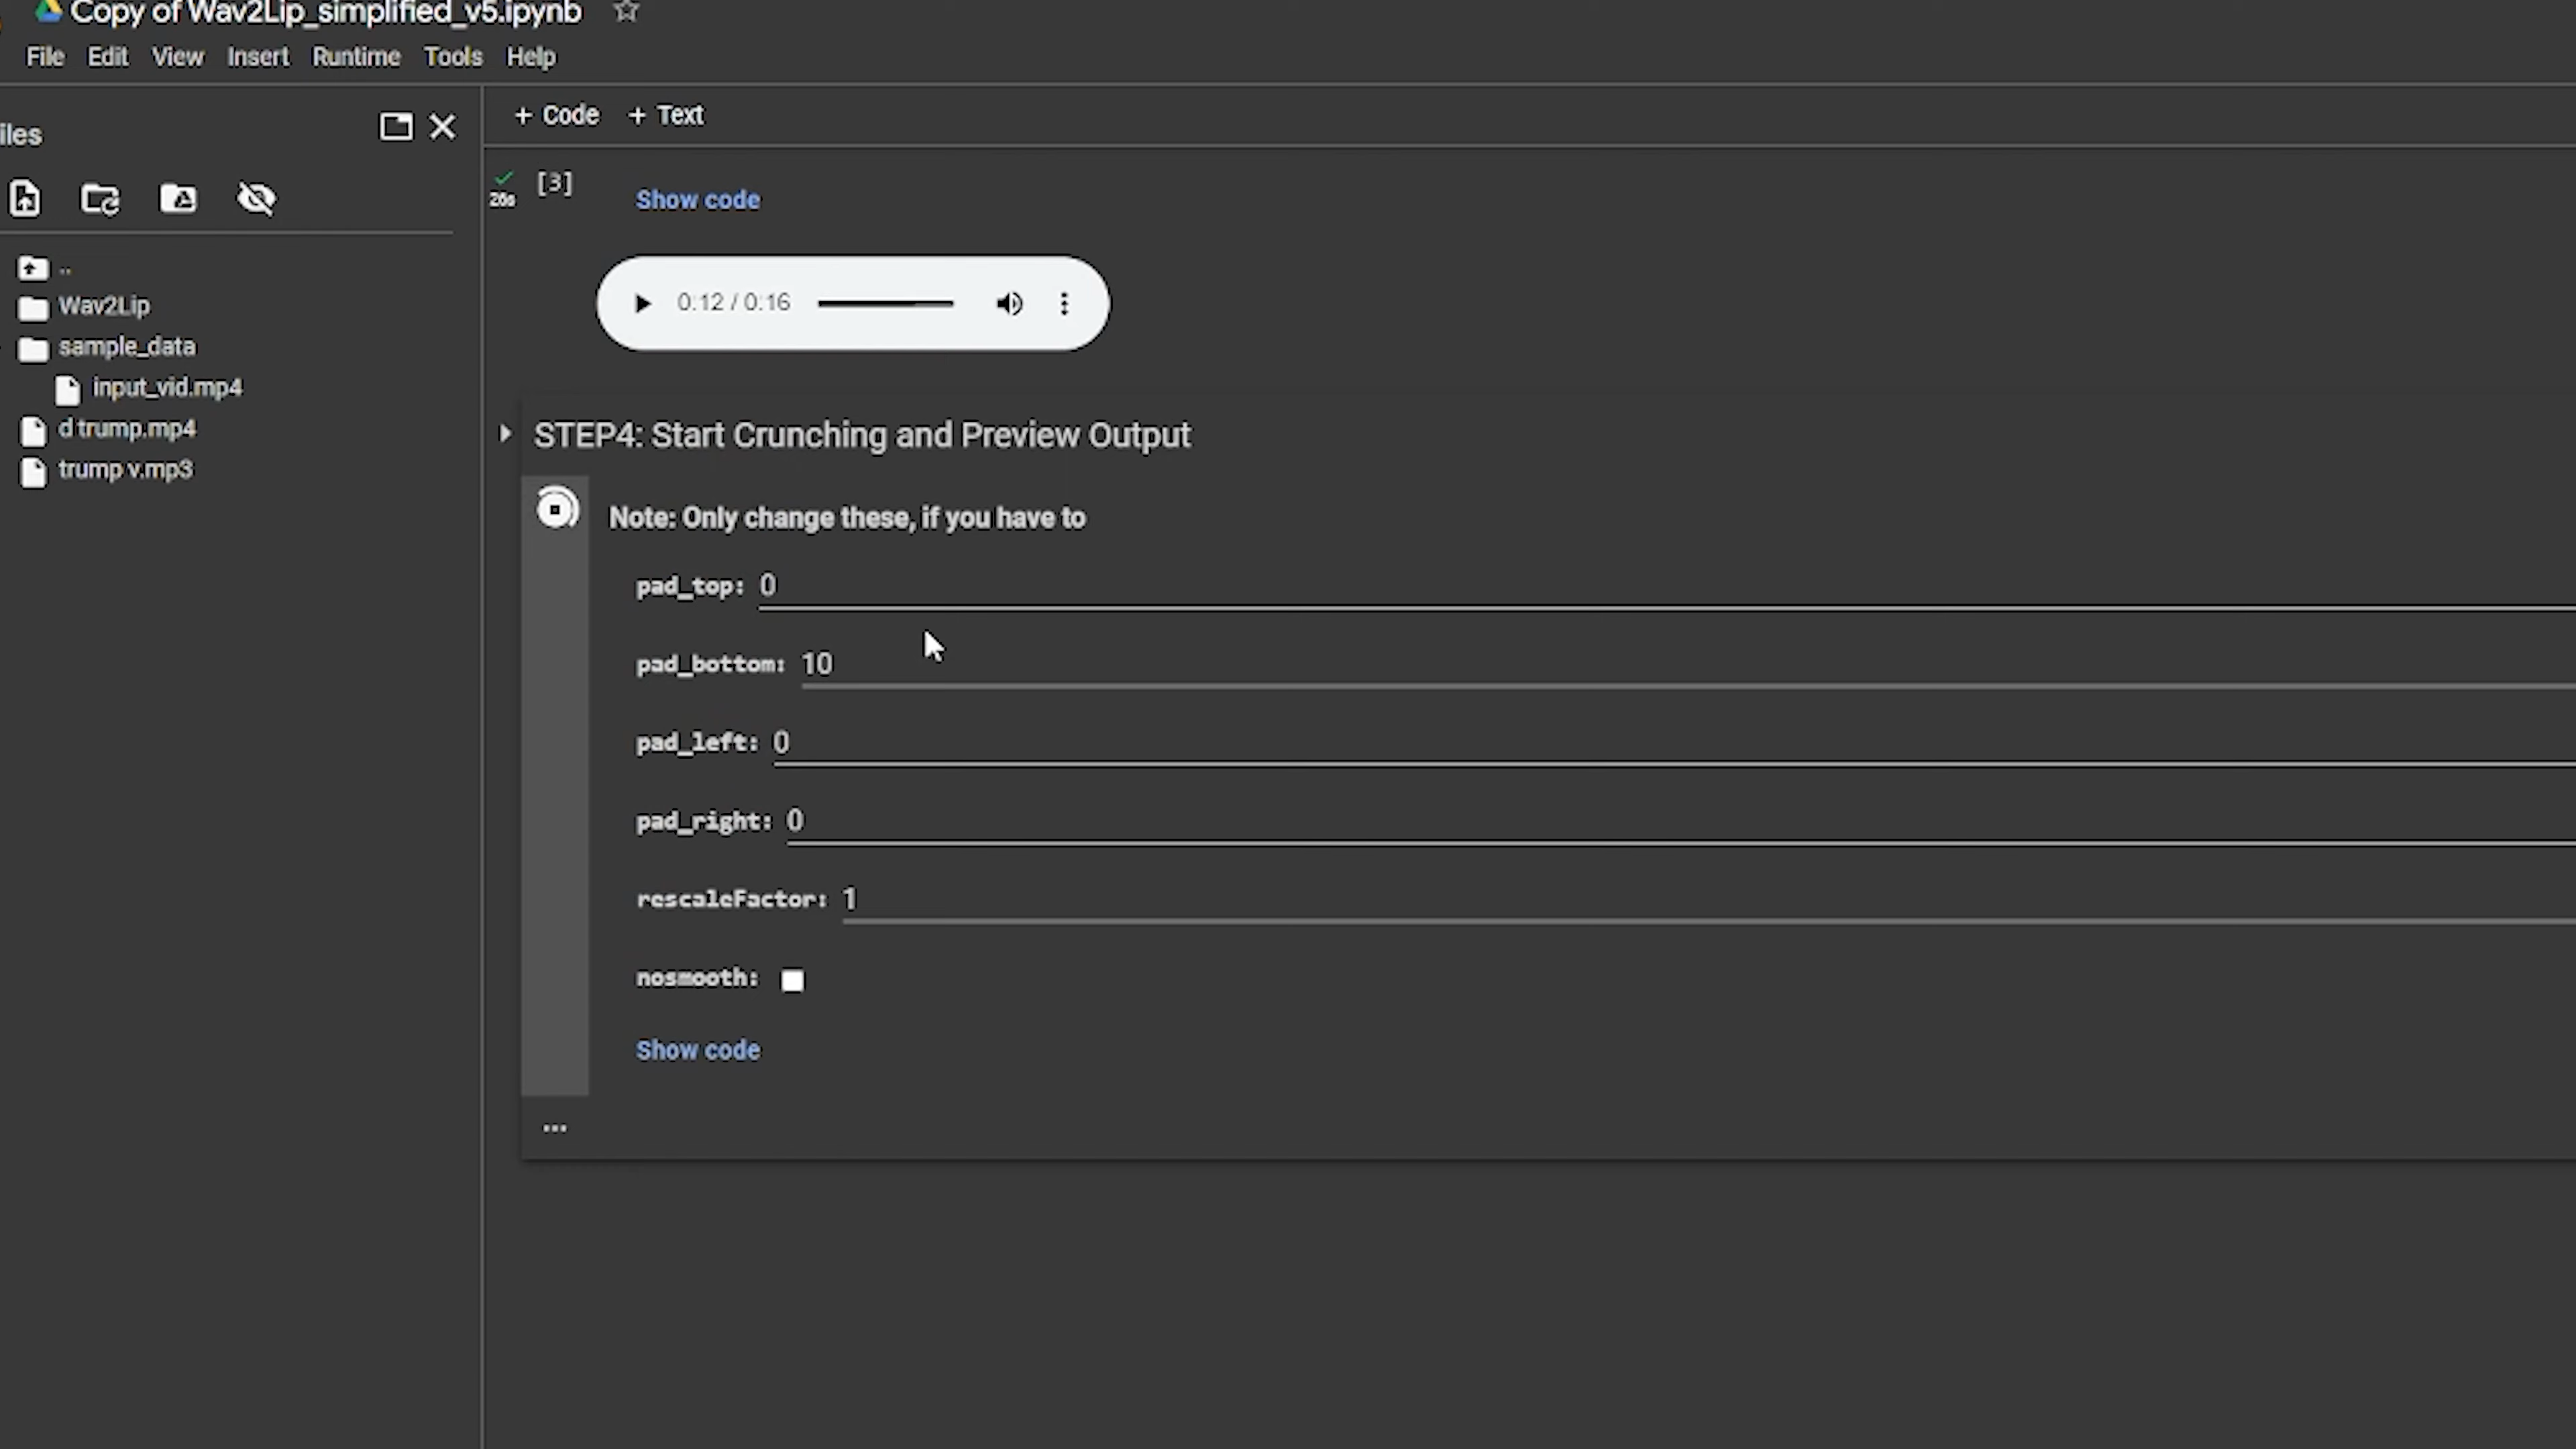 Copy of Wav2Lip_simplified_v5.ipynb
File Edit View Insert Runtime Tools Help
iles
+ Code + Text
..
Wav2Lip
sample_data
input_vid.mp4
d trump.mp4
trump v.mp3
26s
[3]
Show code
0:12 / 0:16
STEP4: Start Crunching and Preview Output
Note: Only change these, if you have to
pad_top: 0
pad_bottom: 10
pad_left: 0
pad_right: 0
rescaleFactor: 1
nosmooth:
Show code
...